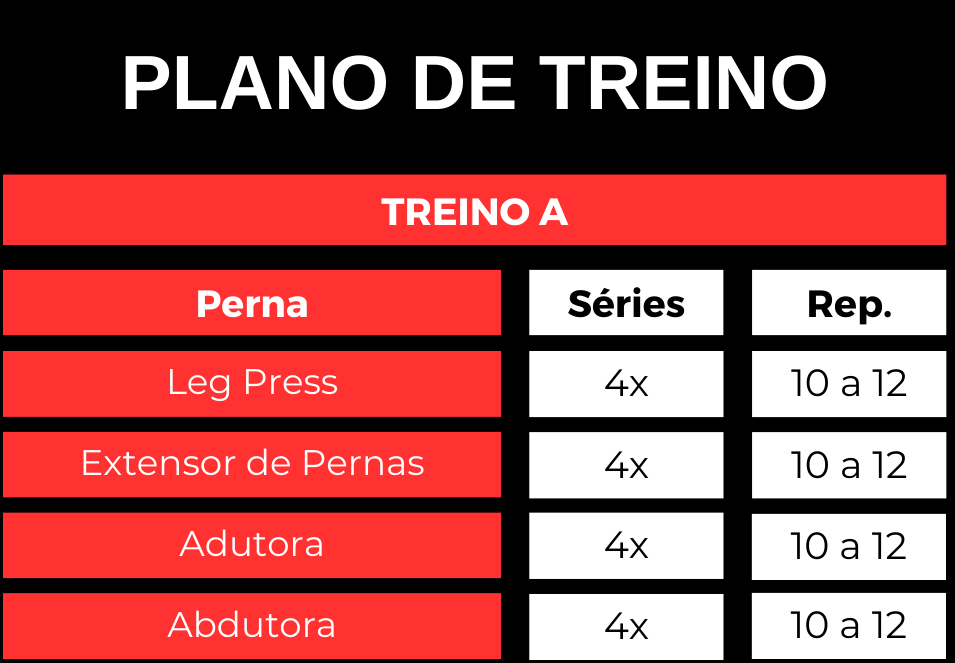 PLANO DE TREINO
TREINO A
Perna Séries Rep.
Leg Press 4x 10 a 12
Extensor de Pernas 4x 10 a 12
Adutora 4x 10 a 12
Abdutora 4x 10 a 12